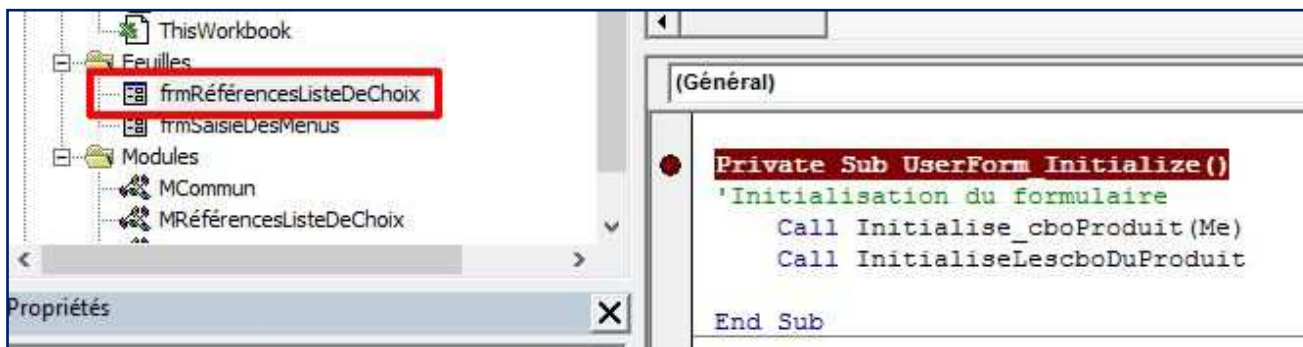 ThisWorkbook
Feuilles
frmRéférencesListeDeChoix
frmSaisieDesMenus
Modules
MCommun
MRéférencesListeDeChoix
Propriétés
(Général)
Private Sub UserForm_Initialize()
'Initialisation du formulaire
Call Initialise_cboProduit(Me)
Call InitialiseLescboDuProduit
End Sub